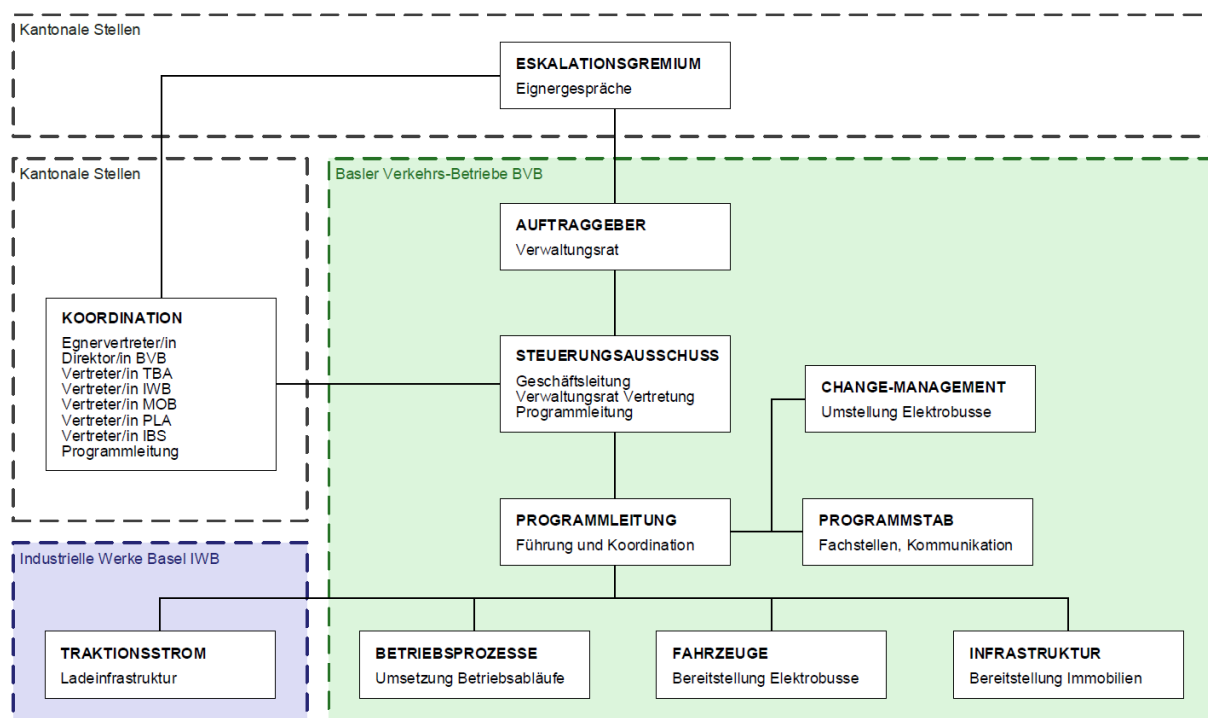 Kantonale Stellen
ESKALATIONSGREMIUM
Eignergespräche
Kantonale Stellen
Basler Verkehrs-Betriebe BVB
AUFTRAGGEBER
Verwaltungsrat
KOORDINATION
Egnervertreter/in
Direktor/in BVB
Vertreter/in TBA
Vertreter/in IWB
Vertreter/in MOB
Vertreter/in PLA
Vertreter/in IBS
Programmleitung
STEUERUNGSAUSSCHUSS
Geschäftsleitung
Verwaltungsrat Vertretung
Programmleitung
CHANGE-MANAGEMENT
Umstellung Elektrobusse
PROGRAMMLEITUNG
Führung und Koordination
PROGRAMMSTAB
Fachstellen, Kommunikation
Industrielle Werke Basel IWB
TRAKTIONSSTROM
Ladeinfrastruktur
BETRIEBSPROZESSE
Umsetzung Betriebsabläufe
FAHRZEUGE
Bereitstellung Elektrobusse
INFRASTRUKTUR
Bereitstellung Immobilien